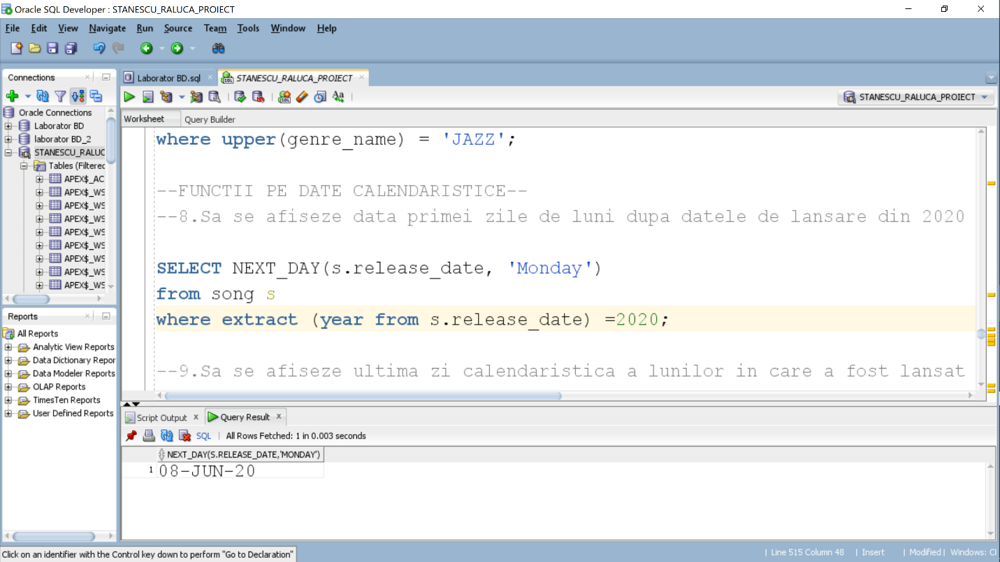 Oracle SQL Developer : STANESCU_RALUCA_PROIECT
File Edit View Navigate Run Source Team Tools Window Help
Connections
Oracle Connections
Laborator BD
laborator BD_2
STANESCU_RALUC
Tables (Filtered
APEX$_AC
APEX$_WS
APEX$_WS
APEX$_WS
APEX$_WS
APEX$_WS
APEX$_WS
APEX$_WS
APEX$_WS
Reports
All Reports
Analytic View Reports
Data Dictionary Repor
Data Modeler Reports
OLAP Reports
TimesTen Reports
User Defined Reports
Laborator BD.sql STANESCU_RALUCA_PROIECT
STANESCU_RALUCA_PROIECT
Worksheet Query Builder
where upper(genre_name) = 'JAZZ';
--FUNCTII PE DATE CALENDARISTICE--
--8.Sa se afiseze data primei zile de luni dupa datele de lansare din 2020
SELECT NEXT_DAY(s.release_date, 'Monday')
from song s
where extract (year from s.release_date) =2020;
--9.Sa se afiseze ultima zi calendaristica a lunilor in care a fost lansat
Script Output x Query Result x
SQL | All Rows Fetched: 1 in 0.003 seconds
NEXT_DAY(S.RELEASE_DATE,'MONDAY')
1 08-JUN-20
Click on an identifier with the Control key down to perform "Go to Declaration"
| Line 515 Column 48 | Insert | Modified | Windows: Cl